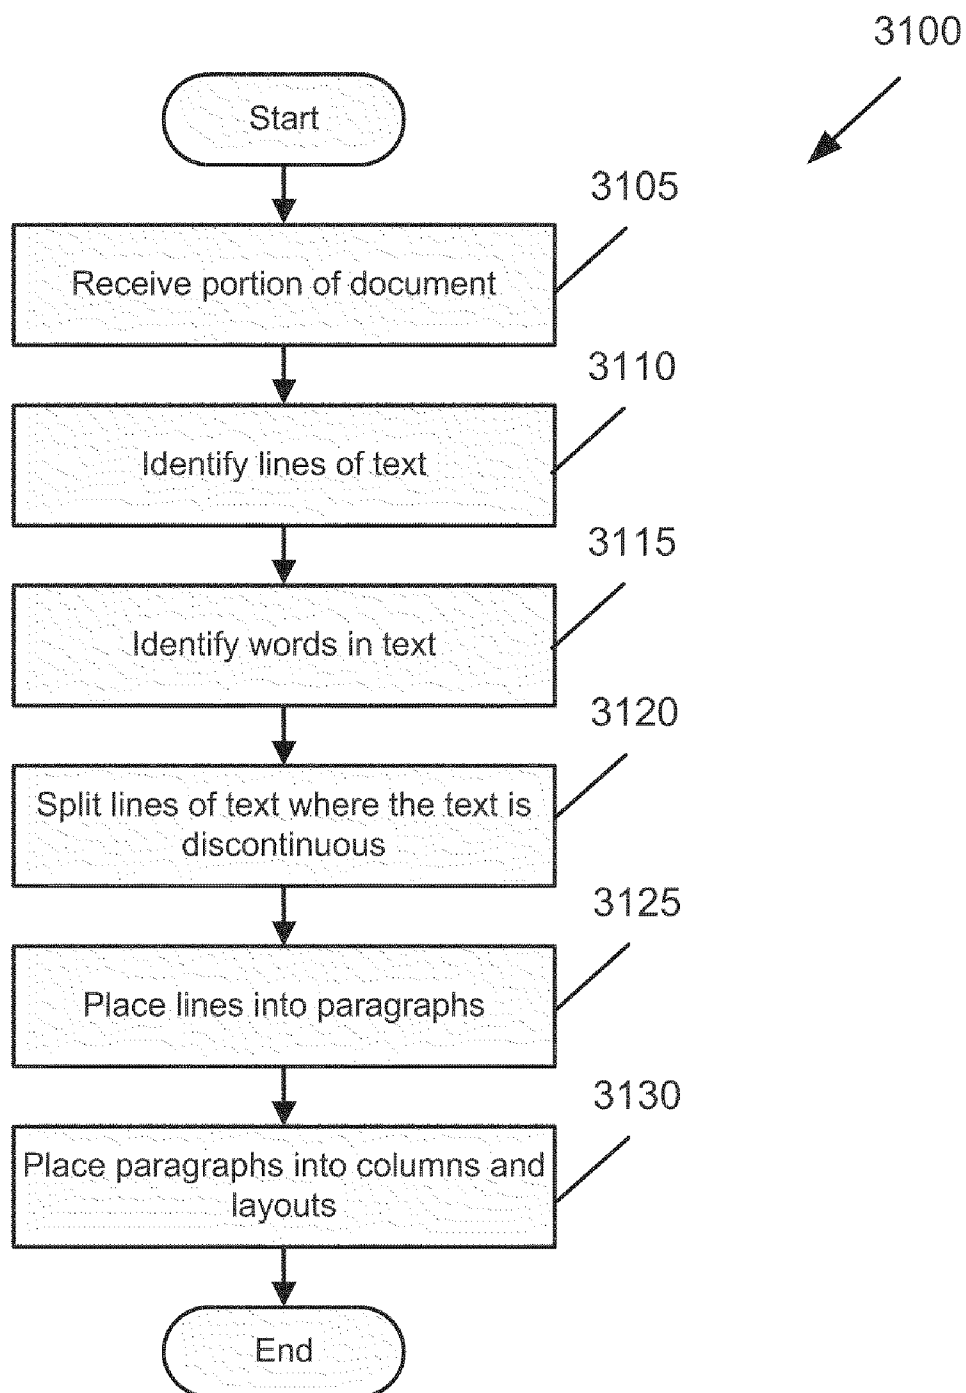 3100
Start
3105
Receive portion of document
3110
Identify lines of text
3115
Identify words in text
3120
Split lines of text where the text is
discontinuous
3125
Place lines into paragraphs
3130
Place paragraphs into columns and
layouts
End